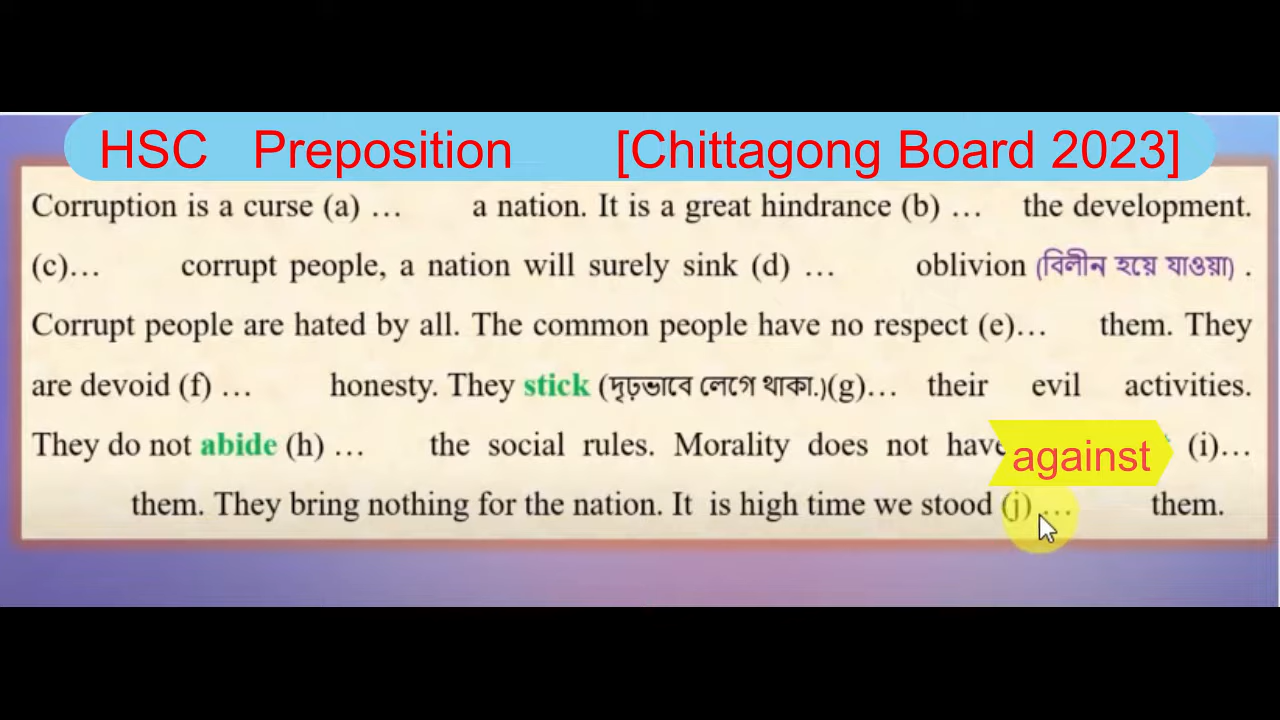 HSC Preposition [Chittagong Board 2023]
Corruption is a curse (a) … a nation. It is a great hindrance (b) … the development.
(c)… corrupt people, a nation will surely sink (d) … oblivion (বিলীন হয়ে যাওয়া) .
Corrupt people are hated by all. The common people have no respect (e)… them. They
are devoid (f) … honesty. They stick (দৃঢ়ভাবে লেগে থাকা.)(g)… their evil activities.
They do not abide (h) … the social rules. Morality does not have against (i)…
them. They bring nothing for the nation. It is high time we stood (j) … them.